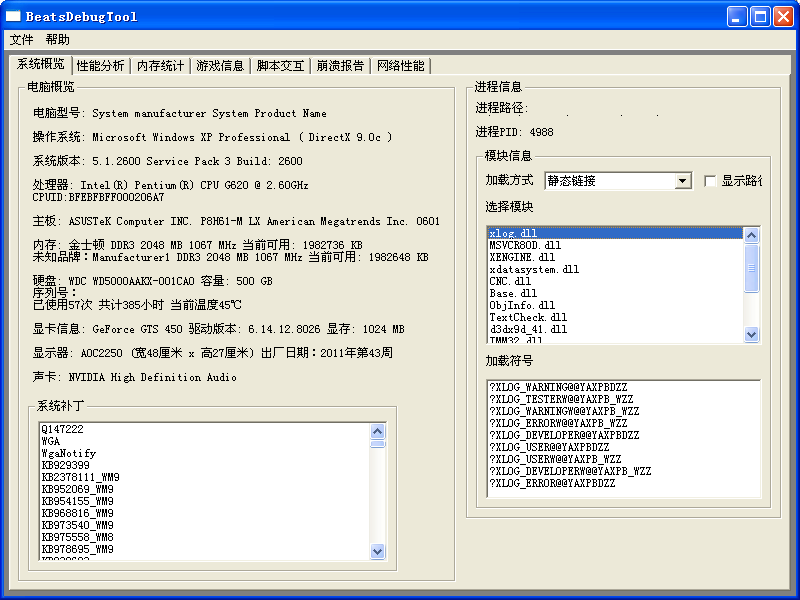 BeatsDebugTool
文件 帮助
系统概览 性能分析 内存统计 游戏信息 脚本交互 崩溃报告 网络性能
电脑概览
电脑型号: System manufacturer System Product Name
操作系统: Microsoft Windows XP Professional ( DirectX 9.0c )
系统版本: 5.1.2600 Service Pack 3 Build: 2600
处理器: Intel(R) Pentium(R) CPU G620 @ 2.60GHz
CPUID:BFEBFBFF000206A7
主板: ASUSTeK Computer INC. P8H61-M LX American Megatrends Inc. 0601
内存: 金士顿 DDR3 2048 MB 1067 MHz 当前可用: 1982736 KB
未知品牌：Manufacturer1 DDR3 2048 MB 1067 MHz 当前可用: 1982648 KB
硬盘: WDC WD5000AAKX-001CA0 容量: 500 GB
序列号：
已使用57次 共计385小时 当前温度45℃
显卡信息: GeForce GTS 450 驱动版本: 6.14.12.8026 显存: 1024 MB
显示器: AOC2250 (宽48厘米 x 高27厘米) 出厂日期：2011年第43周
声卡: NVIDIA High Definition Audio
系统补丁
Q147222
WGA
WgaNotify
KB929399
KB2378111_WM9
KB952069_WM9
KB954155_WM9
KB968816_WM9
KB973540_WM9
KB975558_WM8
KB978695_WM9
进程信息
进程路径:
进程PID: 4988
模块信息
加载方式 静态链接 显示路径
选择模块
xlog.dll
MSVCR80D.dll
XENGINE.dll
xdatasystem.dll
CNC.dll
Base.dll
ObjInfo.dll
TextCheck.dll
d3dx9d_41.dll
加载符号
?XLOG_WARNING@@YAXPBDZZ
?XLOG_TESTERW@@YAXPB_WZZ
?XLOG_WARNINGW@@YAXPB_WZZ
?XLOG_ERRORW@@YAXPB_WZZ
?XLOG_DEVELOPER@@YAXPBDZZ
?XLOG_USER@@YAXPBDZZ
?XLOG_USERW@@YAXPB_WZZ
?XLOG_DEVELOPERW@@YAXPB_WZZ
?XLOG_ERROR@@YAXPBDZZ